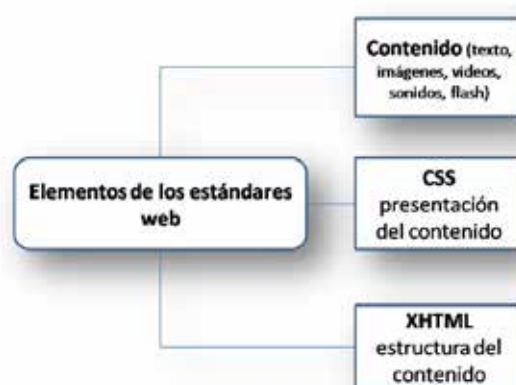 Contenido (texto,
imágenes, videos,
sonidos, flash)
Elementos de los estándares
web
CSS
presentación
del contenido
XHTML
estructura del
contenido